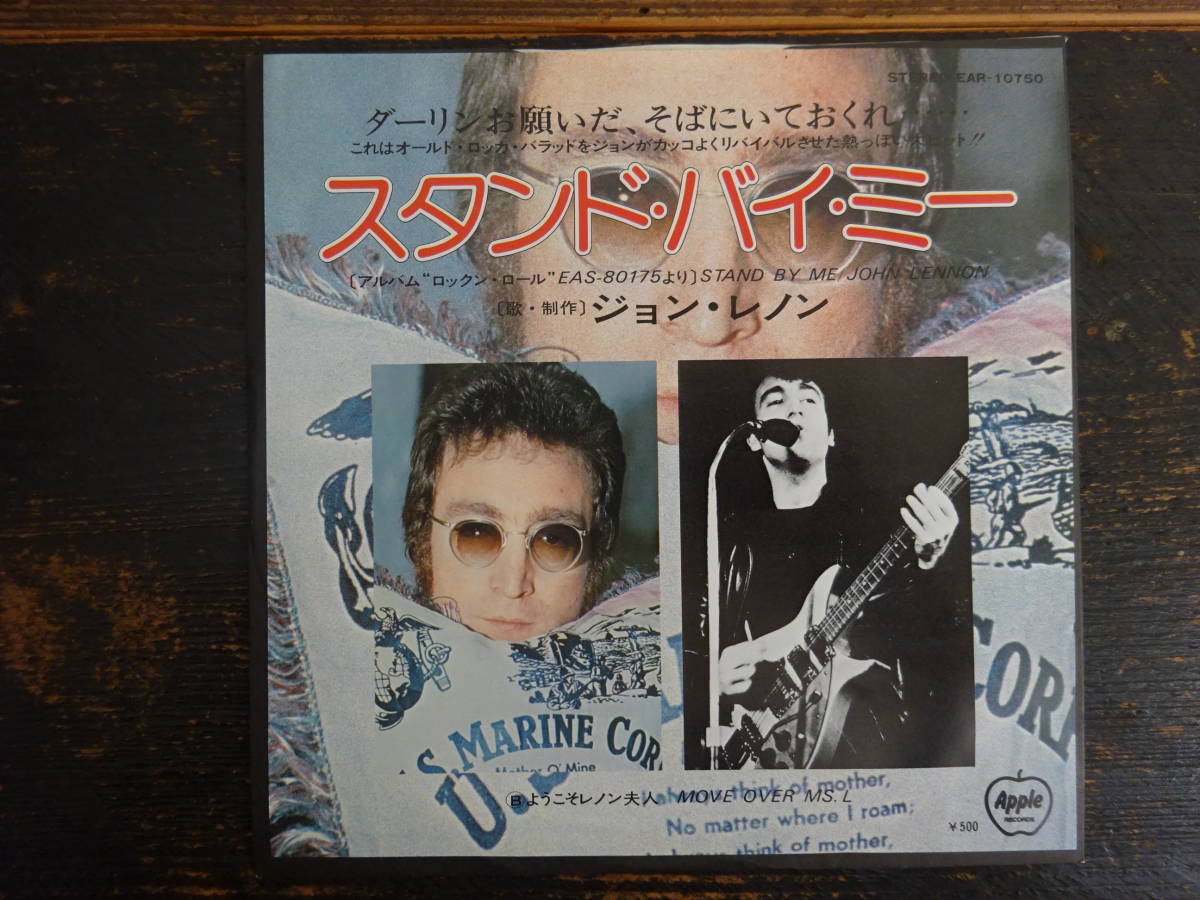 STEREO EAR-10750
ダーリンお願いだ、そばにいておくれ‥‥‥
これはオールド・ロッカ・バラッドをジョンがカッコよくリバイバルさせた熱っぽい大ヒット!!
スタンド・バイ・ミー
〔アルバム“ロックン・ロール”EAS-80175より〕STAND BY ME/JOHN LENNON
〔歌・制作〕ジョン・レノン
U.S. MARINE COR
Mother O' Mine
CORP
think of mother,
No matter where I roam;
think of mother,
Ⓑようこそレノン夫人 MOVE OVER MS. L
¥500
Apple
RECORDS